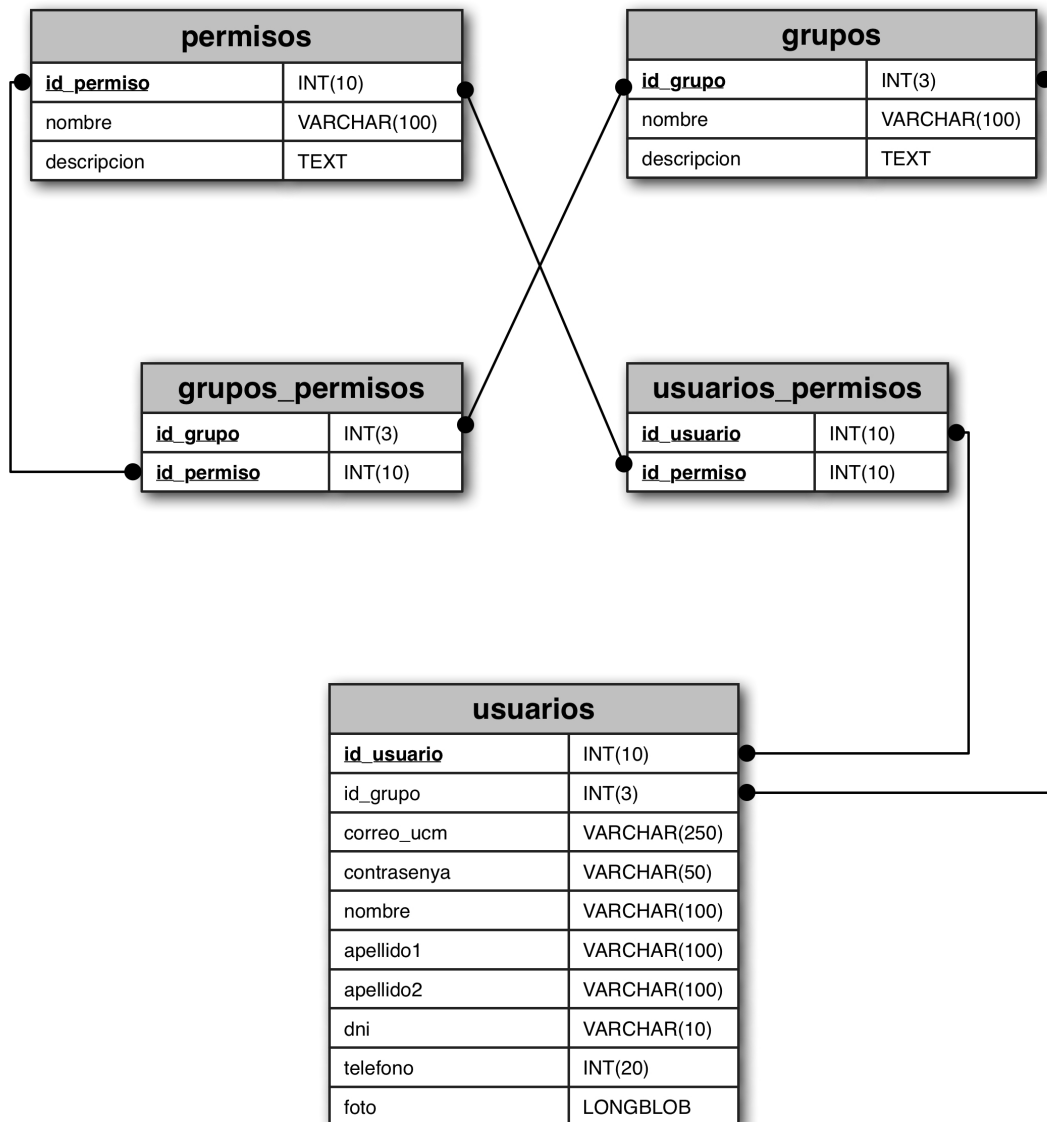 permisos
id_permiso INT(10)
nombre VARCHAR(100)
descripcion TEXT
grupos
id_grupo INT(3)
nombre VARCHAR(100)
descripcion TEXT
grupos_permisos
id_grupo INT(3)
id_permiso INT(10)
usuarios_permisos
id_usuario INT(10)
id_permiso INT(10)
usuarios
id_usuario INT(10)
id_grupo INT(3)
correo_ucm VARCHAR(250)
contrasenya VARCHAR(50)
nombre VARCHAR(100)
apellido1 VARCHAR(100)
apellido2 VARCHAR(100)
dni VARCHAR(10)
telefono INT(20)
foto LONGBLOB